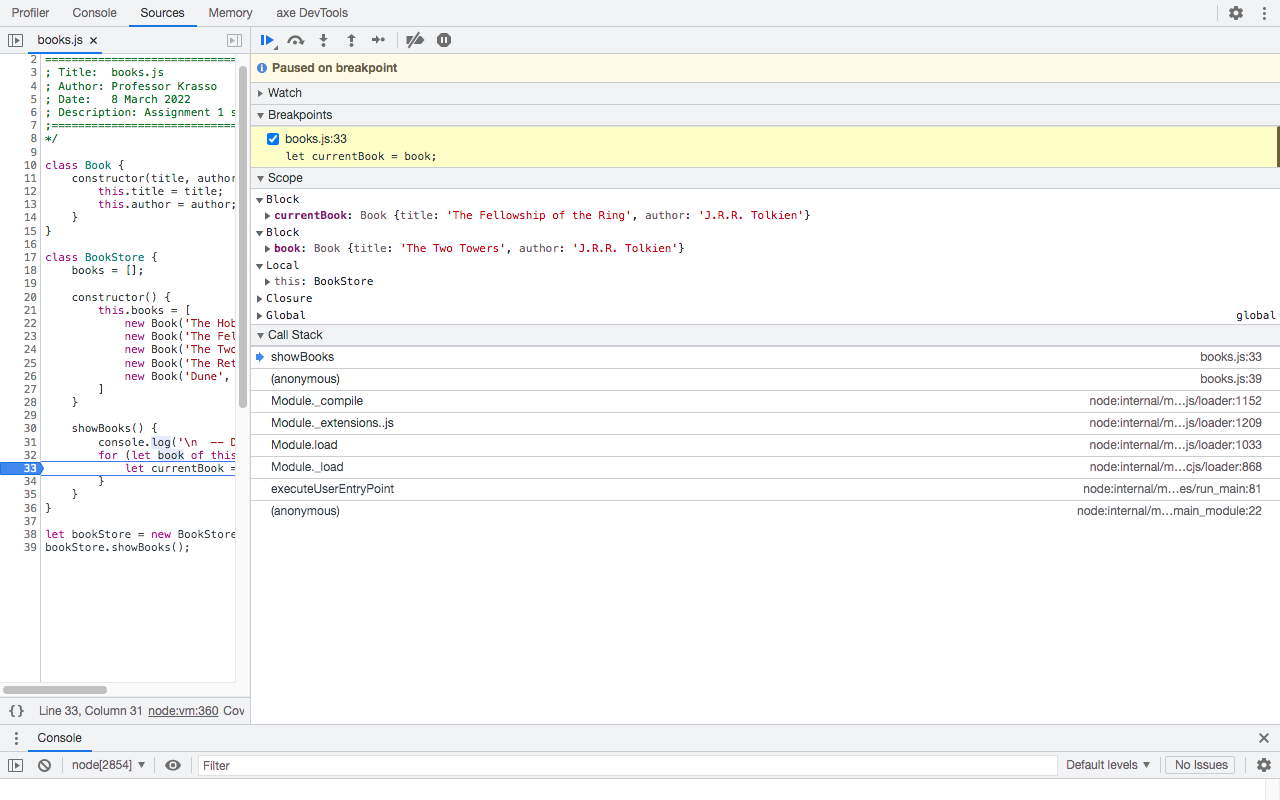 Profiler Console Sources Memory axe DevTools
books.js
2 =============================
3 ; Title:  books.js
4 ; Author: Professor Krasso
5 ; Date:   8 March 2022
6 ; Description: Assignment 1 s
7 ;============================
8 */
9
10 class Book {
11     constructor(title, author
12         this.title = title;
13         this.author = author;
14     }
15 }
16
17 class BookStore {
18     books = [];
19
20     constructor() {
21         this.books = [
22             new Book('The Hob
23             new Book('The Fel
24             new Book('The Two
25             new Book('The Ret
26             new Book('Dune',
27         ]
28     }
29
30     showBooks() {
31         console.log('\n  -- D
32         for (let book of this
33             let currentBook =
34         }
35     }
36 }
37
38 let bookStore = new BookStore
39 bookStore.showBooks();
{} Line 33, Column 31 node:vm:360 Cov
Paused on breakpoint
Watch
Breakpoints
books.js:33
let currentBook = book;
Scope
Block
currentBook: Book {title: 'The Fellowship of the Ring', author: 'J.R.R. Tolkien'}
Block
book: Book {title: 'The Two Towers', author: 'J.R.R. Tolkien'}
Local
this: BookStore
Closure
Global global
Call Stack
showBooks books.js:33
(anonymous) books.js:39
Module._compile node:internal/m…js/loader:1152
Module._extensions..js node:internal/m…js/loader:1209
Module.load node:internal/m…js/loader:1033
Module._load node:internal/m…cjs/loader:868
executeUserEntryPoint node:internal/m…es/run_main:81
(anonymous) node:internal/m…main_module:22
Console
node[2854] Filter Default levels No Issues